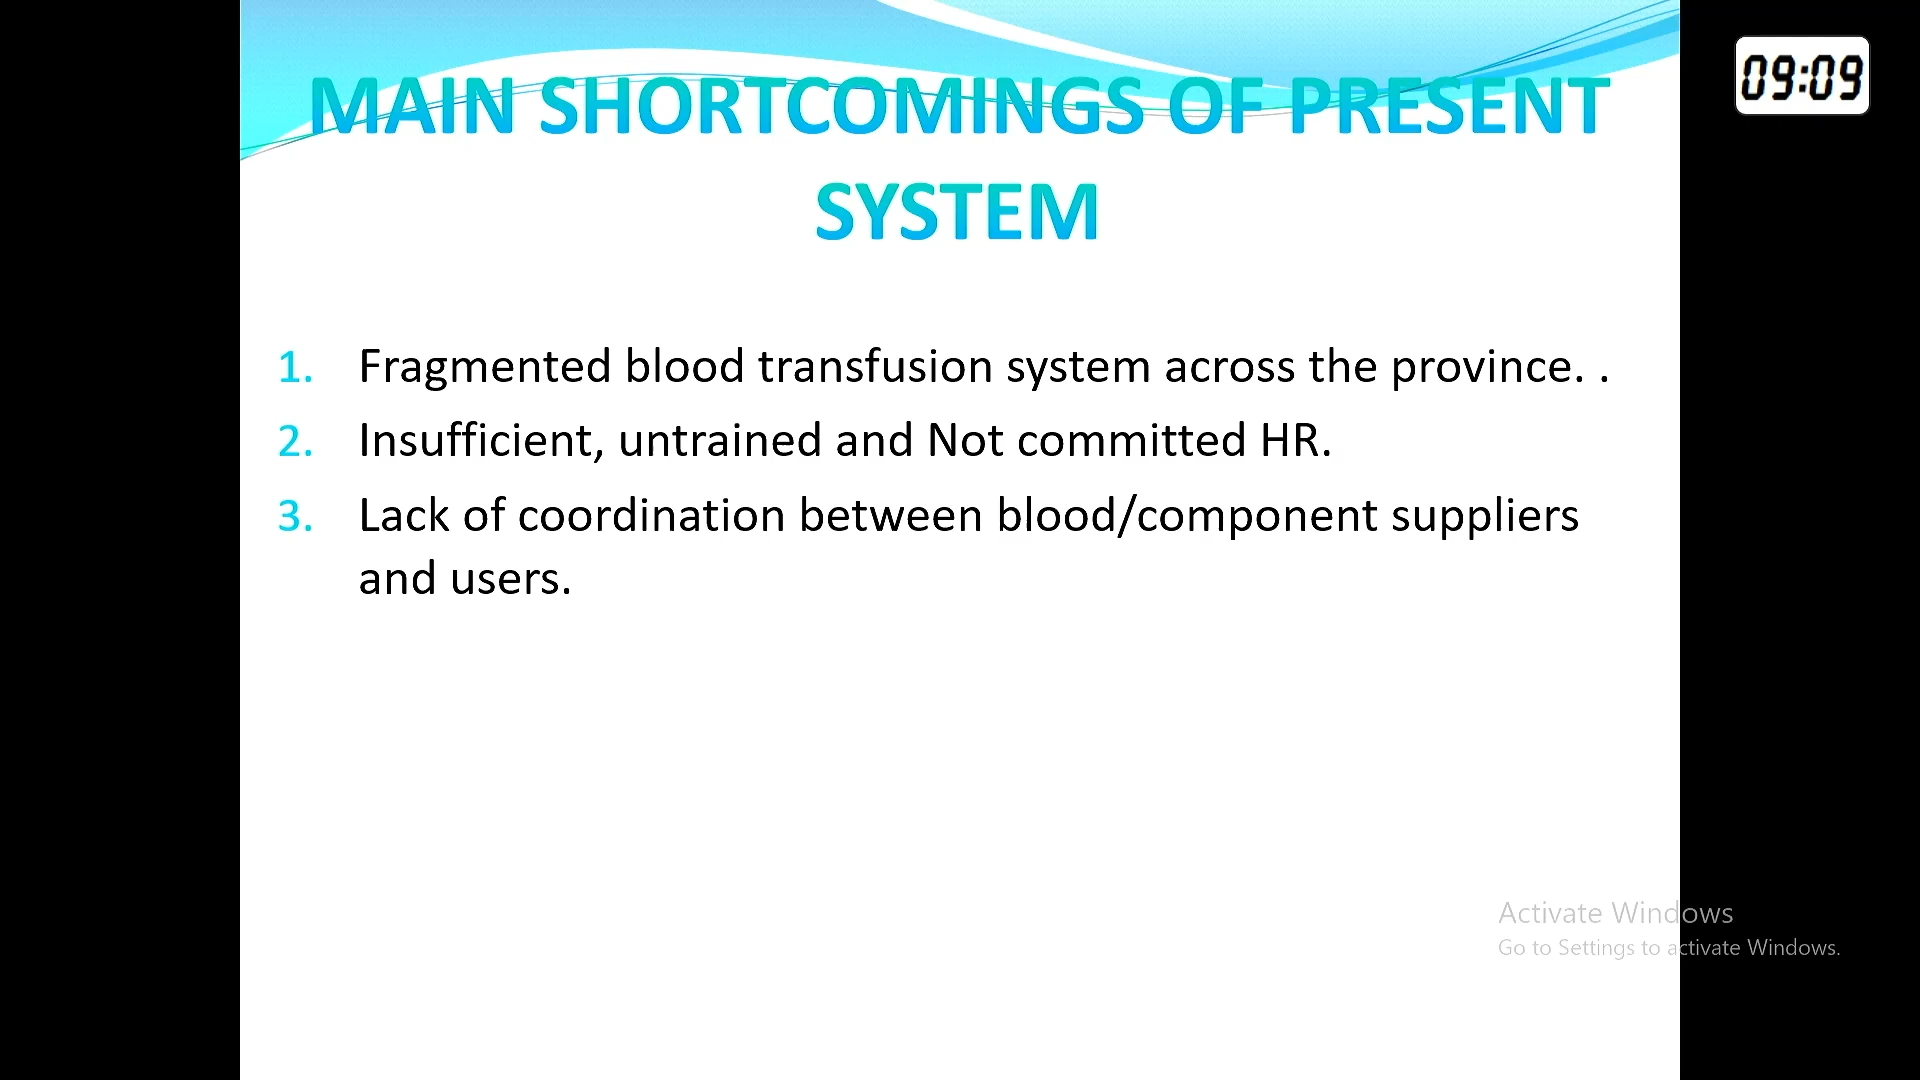 MAIN SHORTCOMINGS OF PRESENT
SYSTEM
09:09
1. Fragmented blood transfusion system across the province. .
2. Insufficient, untrained and Not committed HR.
3. Lack of coordination between blood/component suppliers
and users.
Activate Windows
Go to Settings to activate Windows.